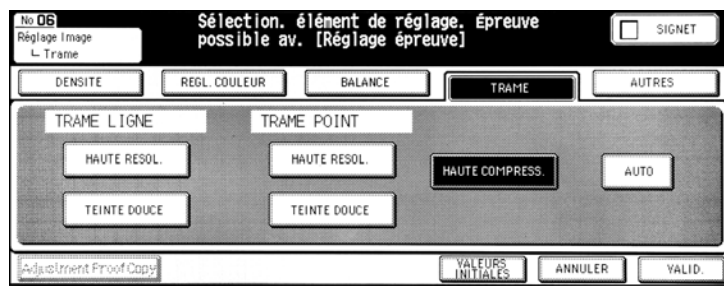 No 06
Réglage Image
Trame
Sélection. élément de réglage. Épreuve
possible av. [Réglage épreuve]
SIGNET
DENSITE
REGL.COULEUR
BALANCE
TRAME
AUTRES
TRAME LIGNE
TRAME POINT
HAUTE RESOL.
HAUTE RESOL.
HAUTE COMPRESS.
AUTO
TEINTE DOUCE
TEINTE DOUCE
Adjustment Proof Copy
VALEURS
INITIALES
ANNULER
VALID.